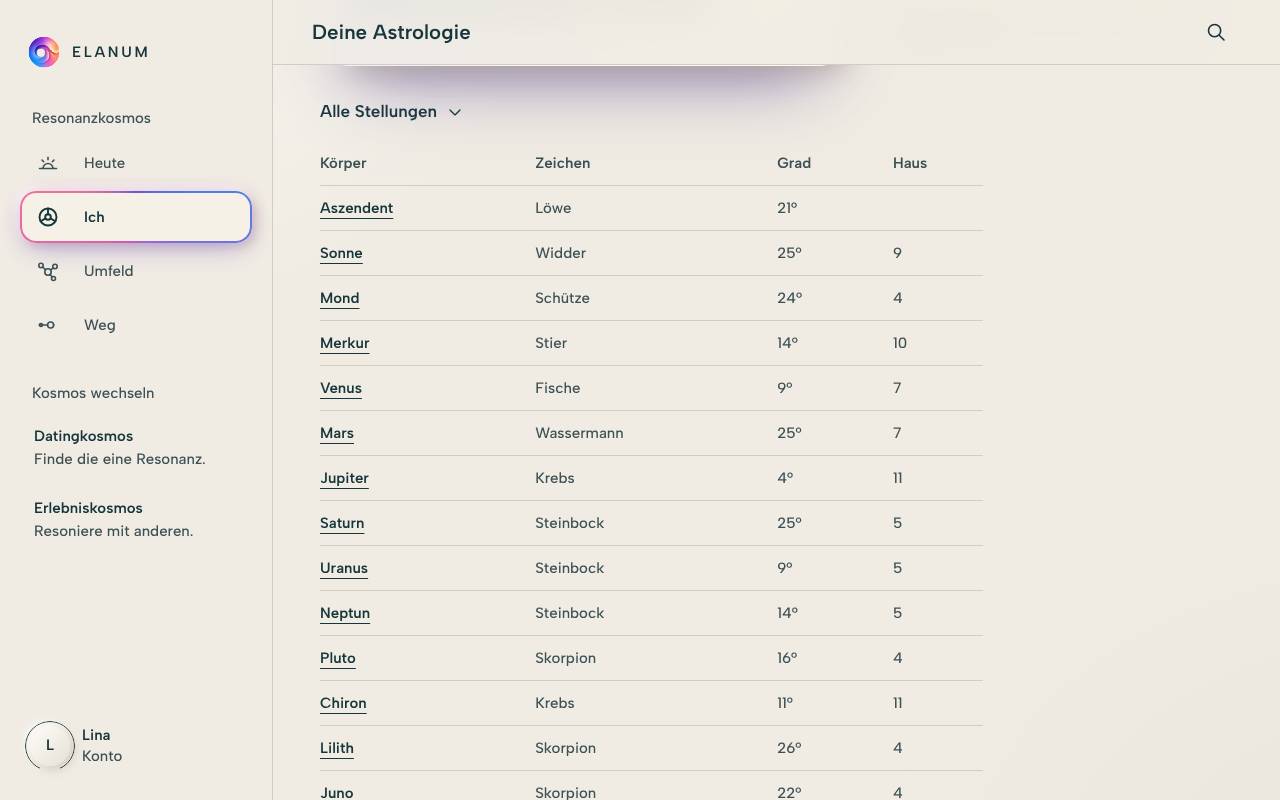 ELANUM
Resonanzkosmos
Heute
Ich
Umfeld
Weg
Kosmos wechseln
Datingkosmos
Finde die eine Resonanz.
Erlebniskosmos
Resoniere mit anderen.
L
Lina
Konto
Deine Astrologie
Alle Stellungen
Körper Zeichen Grad Haus
Aszendent Löwe 21°
Sonne Widder 25° 9
Mond Schütze 24° 4
Merkur Stier 14° 10
Venus Fische 9° 7
Mars Wassermann 25° 7
Jupiter Krebs 4° 11
Saturn Steinbock 25° 5
Uranus Steinbock 9° 5
Neptun Steinbock 14° 5
Pluto Skorpion 16° 4
Chiron Krebs 11° 11
Lilith Skorpion 26° 4
Juno Skorpion 22° 4